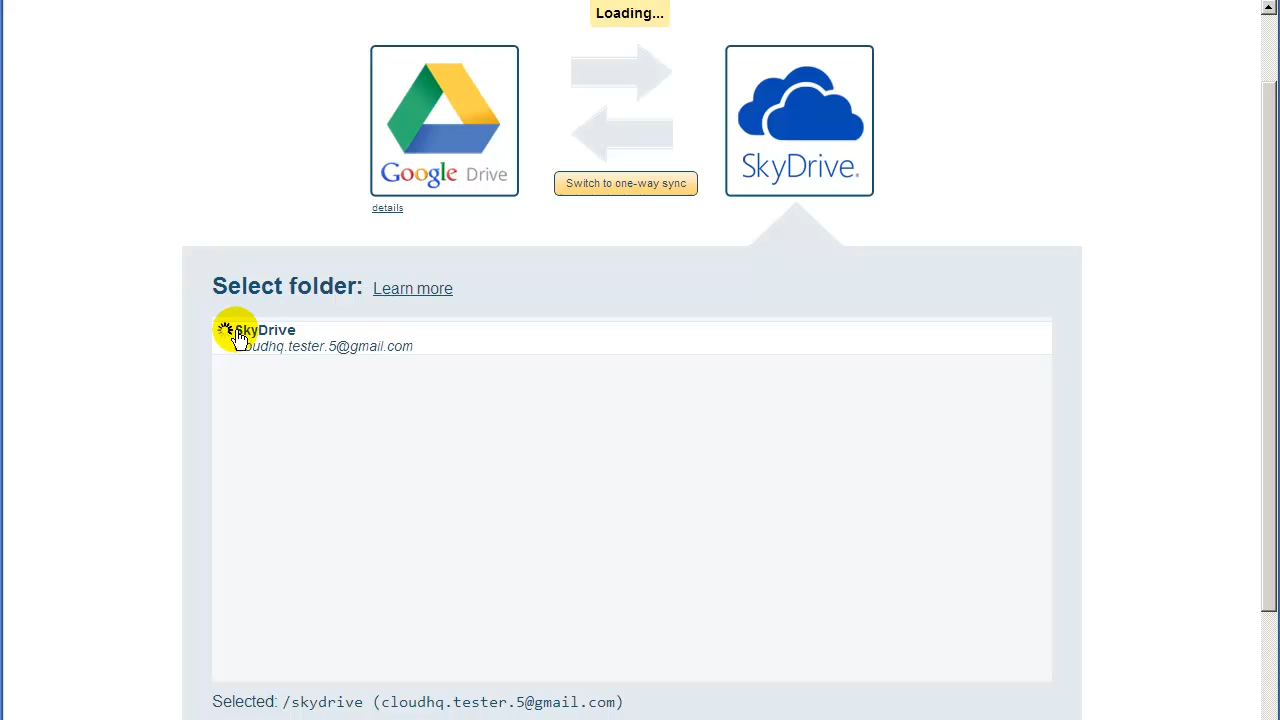 Loading...
Google Drive
SkyDrive.
Switch to one-way sync
details
Select folder: Learn more
SkyDrive
cloudhq.tester.5@gmail.com
Selected: /skydrive (cloudhq.tester.5@gmail.com)